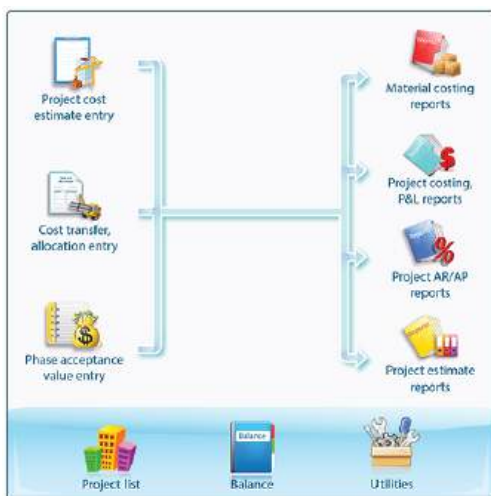 Project cost
estimate entry
Cost transfer,
allocation entry
Phase acceptance
value entry
Material costing
reports
Project costing,
P&L reports
Project AR/AP
reports
Project estimate
reports
Project list
Balance
Balance
Utilities